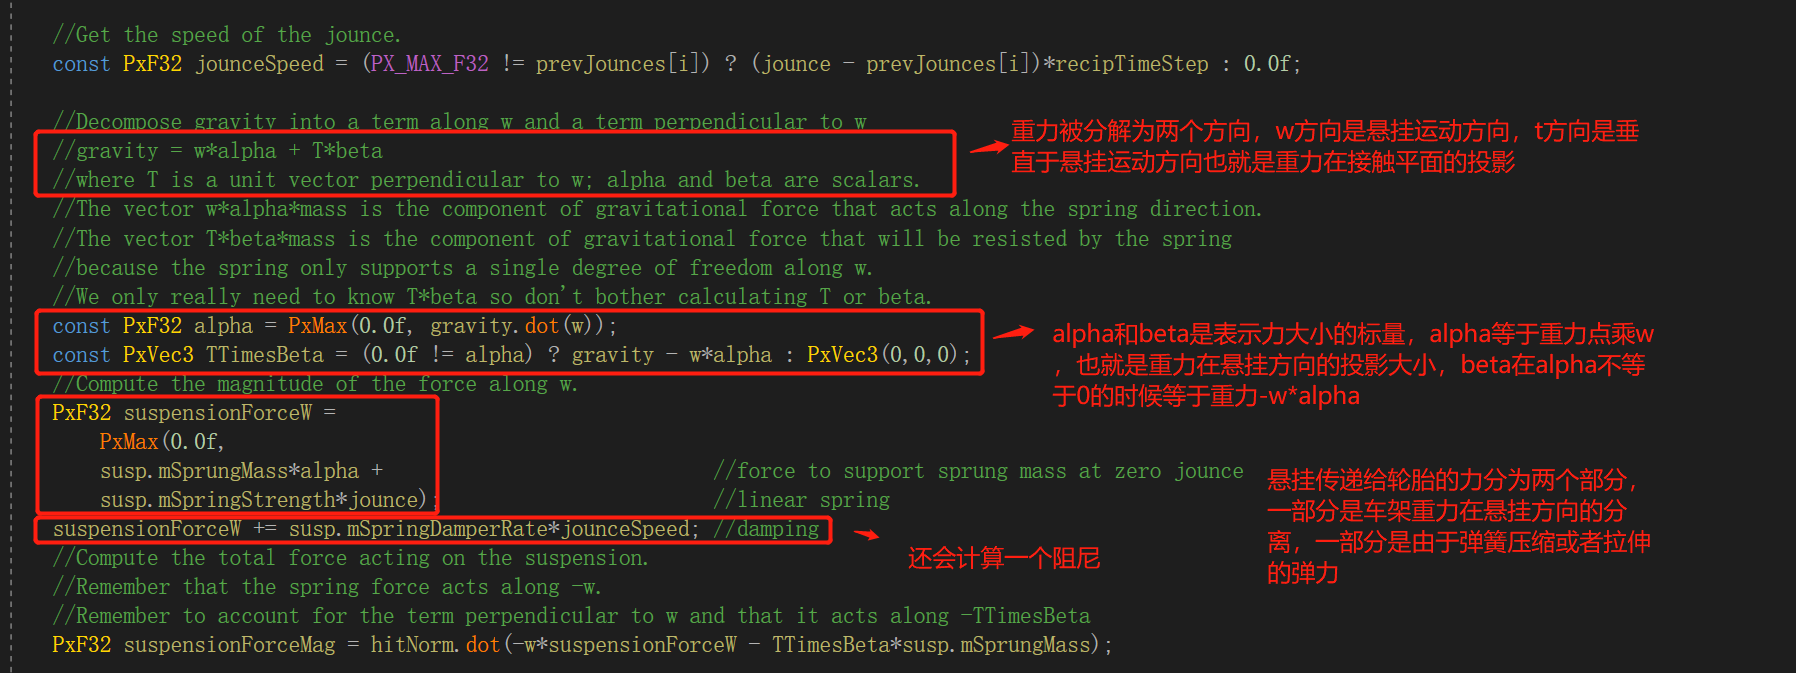 //Get the speed of the jounce.
const PxF32 jounceSpeed = (PX_MAX_F32 != prevJounces[i]) ? (jounce - prevJounces[i])*recipTimeStep : 0.0f;
//Decompose gravity into a term along w and a term perpendicular to w
//gravity = w*alpha + T*beta
//where T is a unit vector perpendicular to w; alpha and beta are scalars.
重力被分解为两个方向，w方向是悬挂运动方向，t方向是垂
直于悬挂运动方向也就是重力在接触平面的投影
//The vector w*alpha*mass is the component of gravitational force that acts along the spring direction.
//The vector T*beta*mass is the component of gravitational force that will be resisted by the spring
//because the spring only supports a single degree of freedom along w.
//We only really need to know T*beta so don't bother calculating T or beta.
const PxF32 alpha = PxMax(0.0f, gravity.dot(w));
const PxVec3 TTimesBeta = (0.0f != alpha) ? gravity - w*alpha : PxVec3(0,0,0);
alpha和beta是表示力大小的标量，alpha等于重力点乘w
，也就是重力在悬挂方向的投影大小，beta在alpha不等
于0的时候等于重力-w*alpha
//Compute the magnitude of the force along w.
PxF32 suspensionForceW =
PxMax(0.0f,
susp.mSprungMass*alpha + //force to support sprung mass at zero jounce
susp.mSpringStrength*jounce); //linear spring
suspensionForceW += susp.mSpringDamperRate*jounceSpeed; //damping
悬挂传递给轮胎的力分为两个部分，
一部分是车架重力在悬挂方向的分
离，一部分是由于弹簧压缩或者拉伸
的弹力
还会计算一个阻尼
//Compute the total force acting on the suspension.
//Remember that the spring force acts along -w.
//Remember to account for the term perpendicular to w and that it acts along -TTimesBeta
PxF32 suspensionForceMag = hitNorm.dot(-w*suspensionForceW - TTimesBeta*susp.mSprungMass);